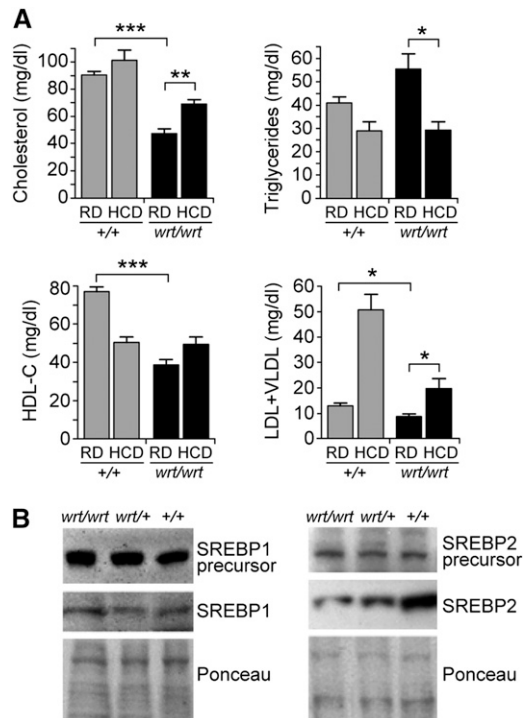 A
Cholesterol (mg/dl)
120
100
80
60
40
20
0
***
**
RD HCD RD HCD
+/+ wrt/wrt
Triglycerides (mg/dl)
60
50
40
30
20
10
0
*
RD HCD RD HCD
+/+ wrt/wrt
HDL-C (mg/dl)
80
60
40
20
0
***
RD HCD RD HCD
+/+ wrt/wrt
LDL+VLDL (mg/dl)
60
50
40
30
20
10
0
*
*
RD HCD RD HCD
+/+ wrt/wrt
B
wrt/wrt wrt/+ +/+
SREBP1
precursor
SREBP1
Ponceau
wrt/wrt wrt/+ +/+
SREBP2
precursor
SREBP2
Ponceau